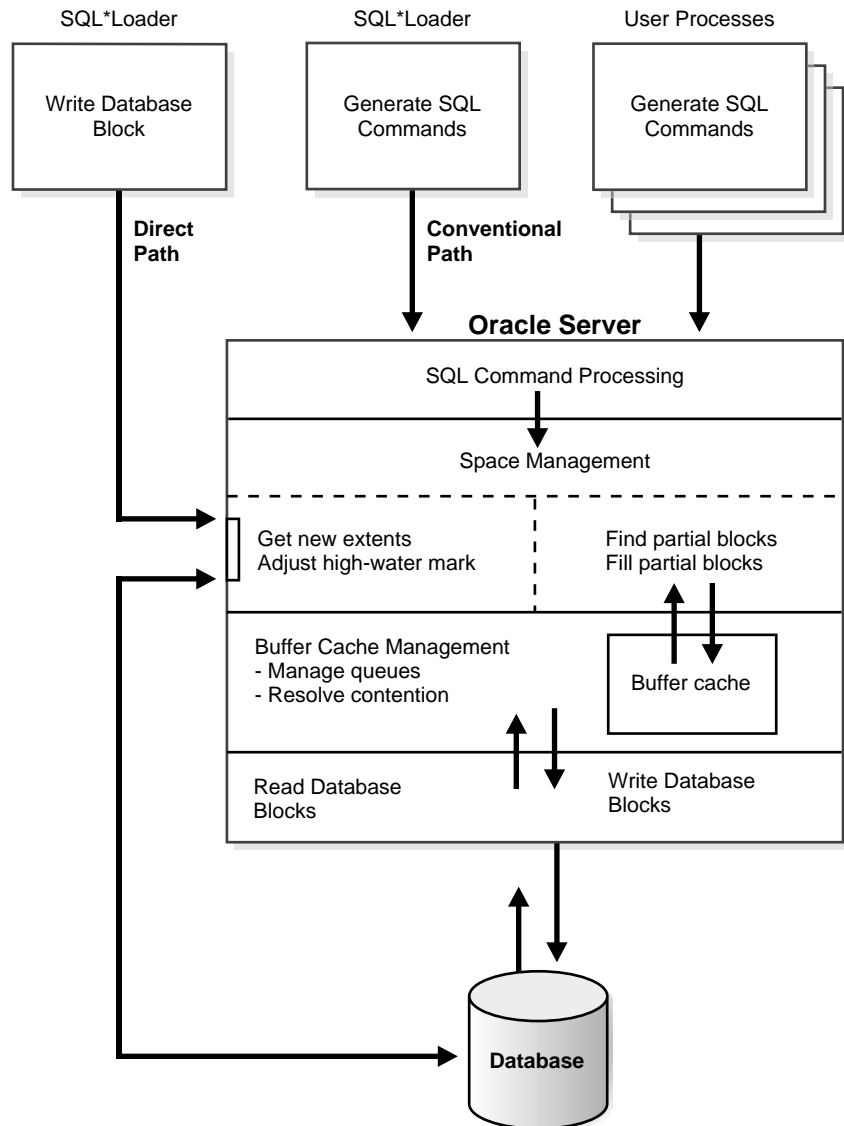 SQL*Loader
SQL*Loader
User Processes
Write Database
Block
Generate SQL
Commands
Generate SQL
Commands
Direct
Path
Conventional
Path
Oracle Server
SQL Command Processing
Space Management
Get new extents
Adjust high-water mark
Find partial blocks
Fill partial blocks
Buffer Cache Management
- Manage queues
- Resolve contention
Buffer cache
Read Database
Blocks
Write Database
Blocks
Database